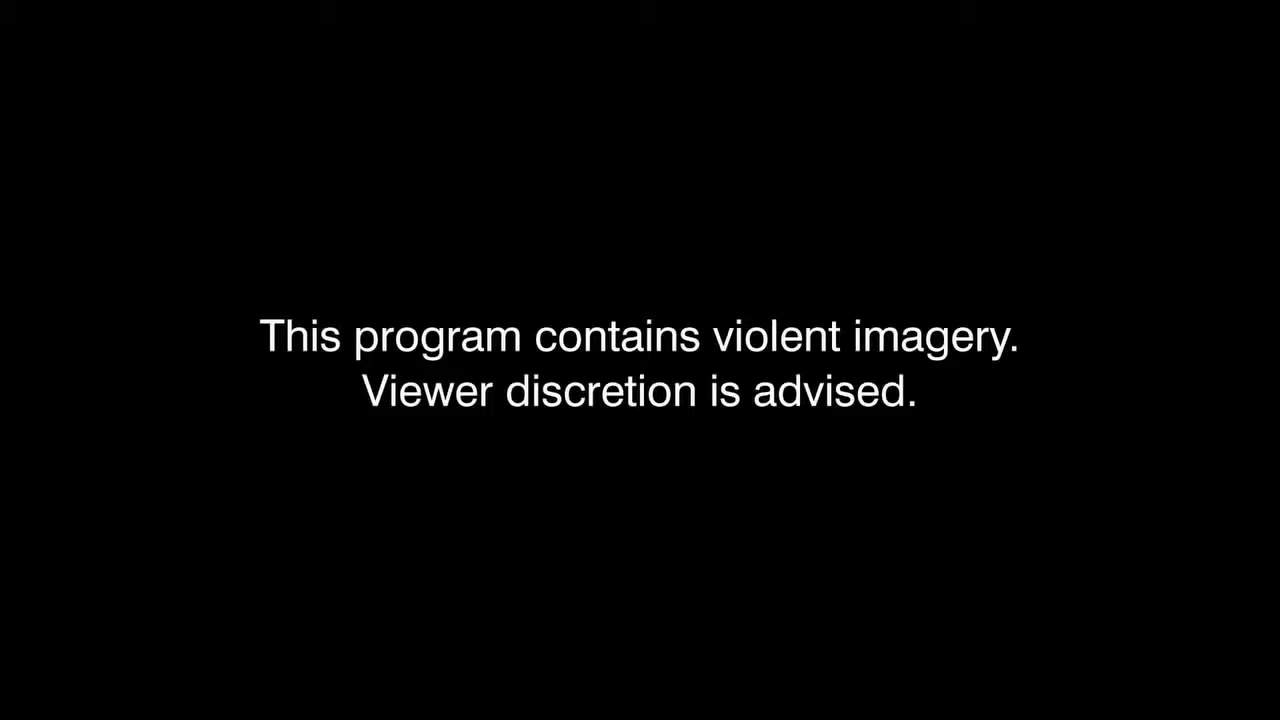 This program contains violent imagery.
Viewer discretion is advised.